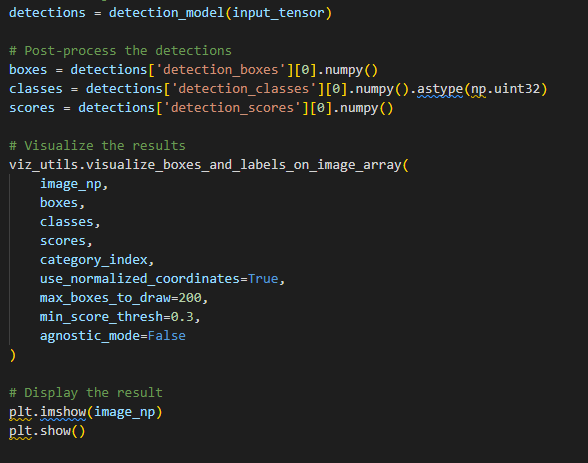 detections = detection_model(input_tensor)
# Post-process the detections
boxes = detections['detection_boxes'][0].numpy()
classes = detections['detection_classes'][0].numpy().astype(np.uint32)
scores = detections['detection_scores'][0].numpy()
# Visualize the results
viz_utils.visualize_boxes_and_labels_on_image_array(
    image_np,
    boxes,
    classes,
    scores,
    category_index,
    use_normalized_coordinates=True,
    max_boxes_to_draw=200,
    min_score_thresh=0.3,
    agnostic_mode=False
)
# Display the result
plt.imshow(image_np)
plt.show()